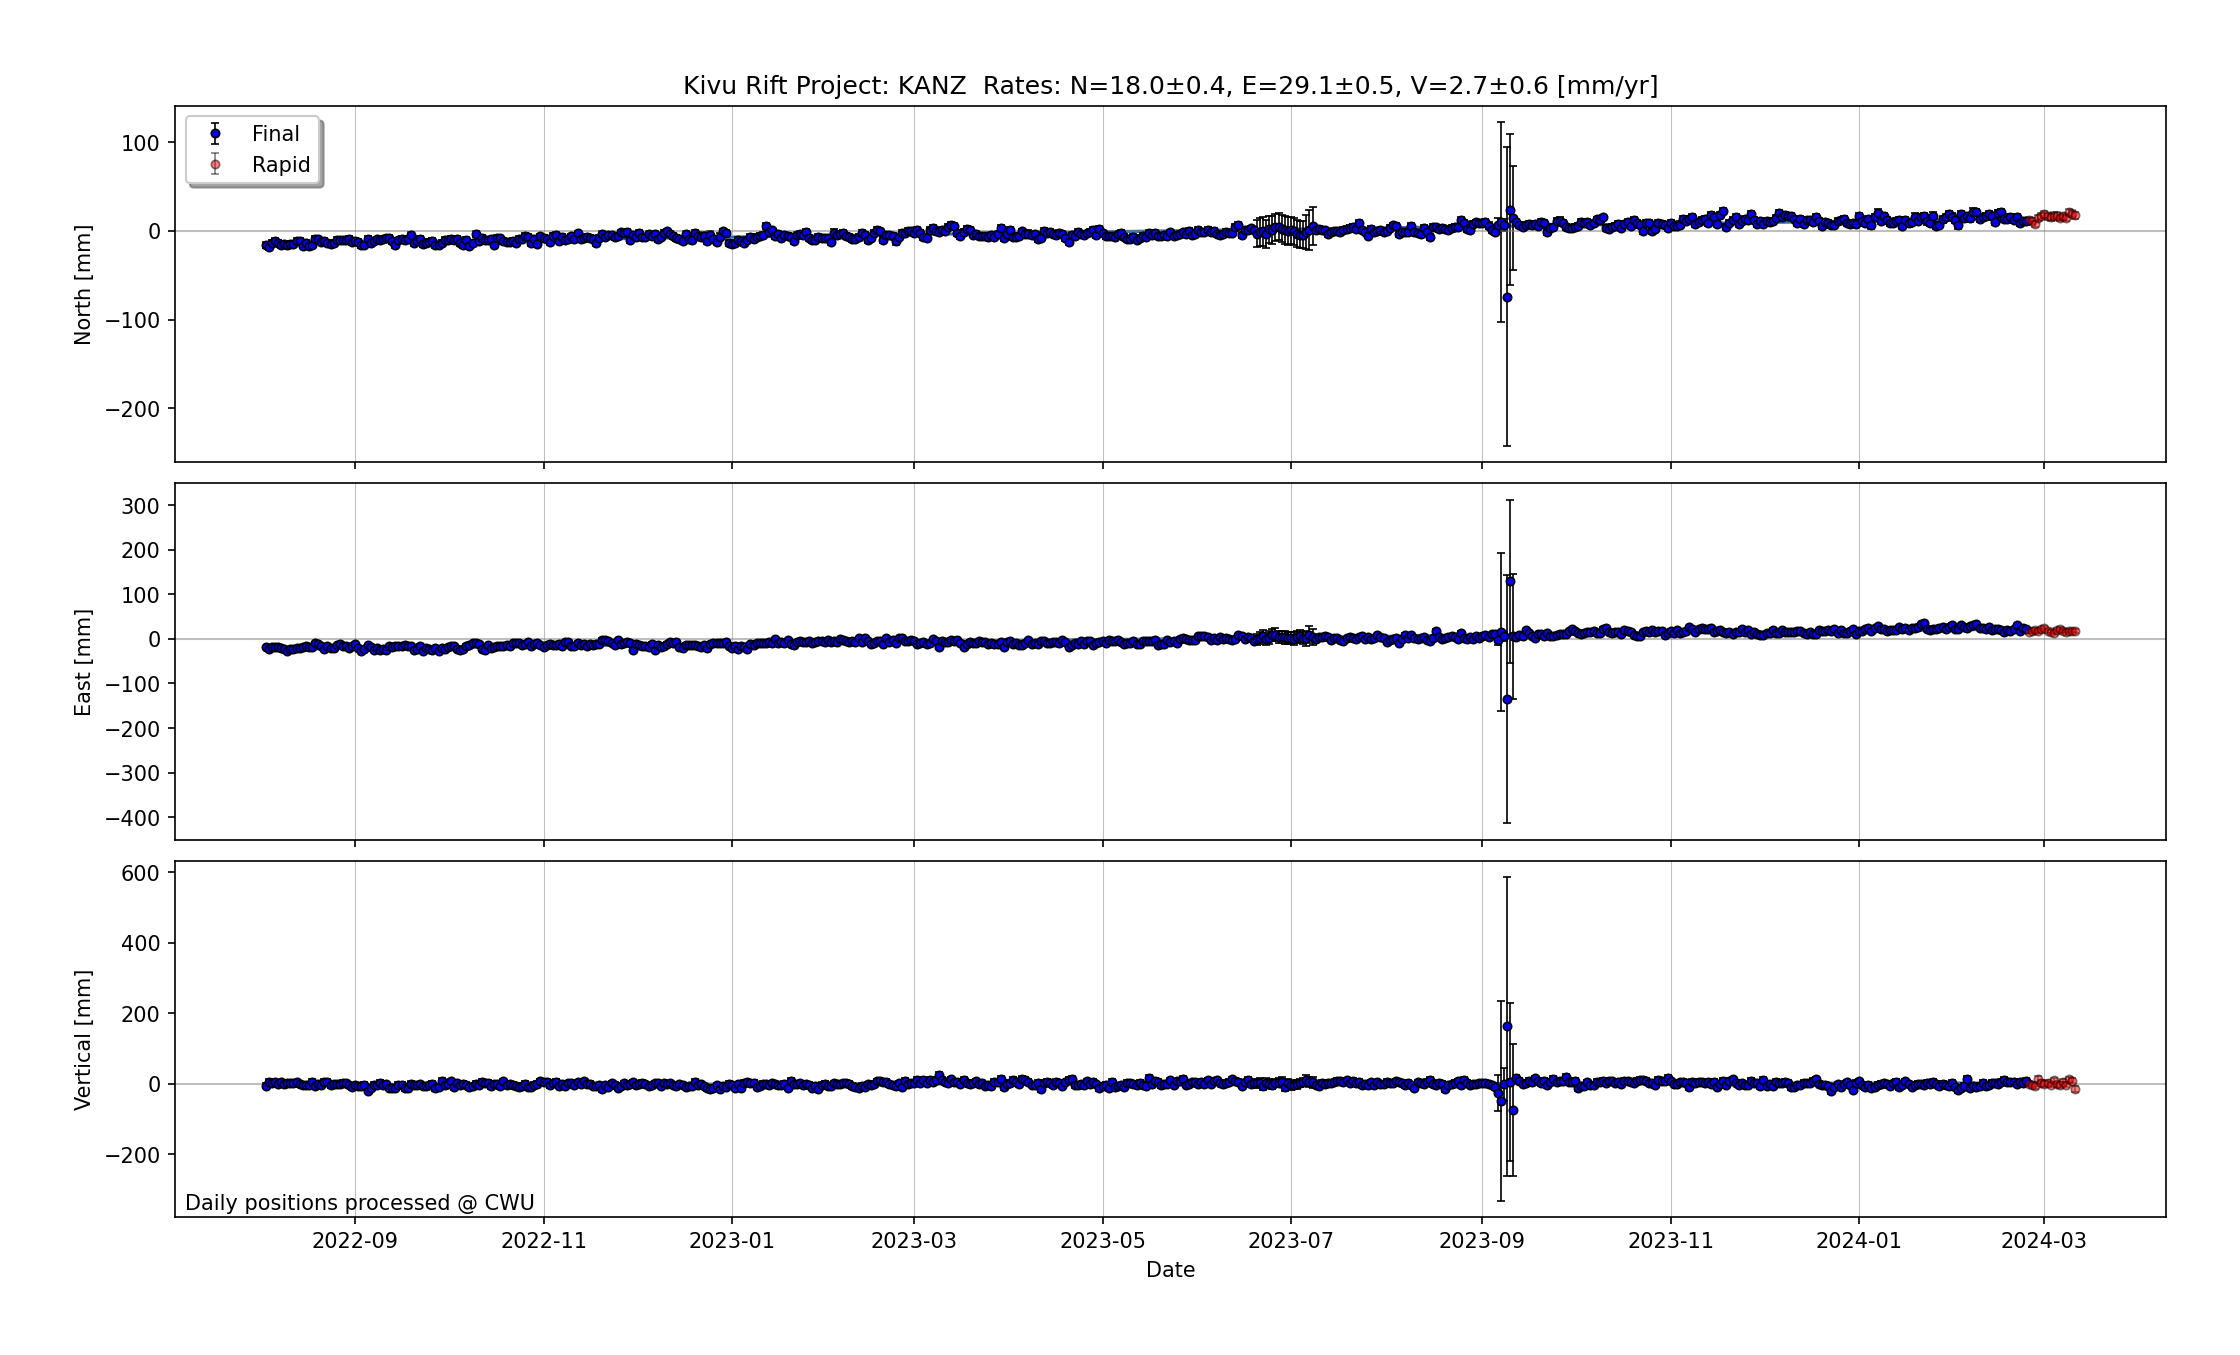 Kivu Rift Project: KANZ  Rates: N=18.0±0.4, E=29.1±0.5, V=2.7±0.6 [mm/yr]
Final
Rapid
North [mm]
100
0
−100
−200
East [mm]
300
200
100
0
−100
−200
−300
−400
Vertical [mm]
600
400
200
0
−200
Daily positions processed @ CWU
2022-09 2022-11 2023-01 2023-03 2023-05 2023-07 2023-09 2023-11 2024-01 2024-03
Date